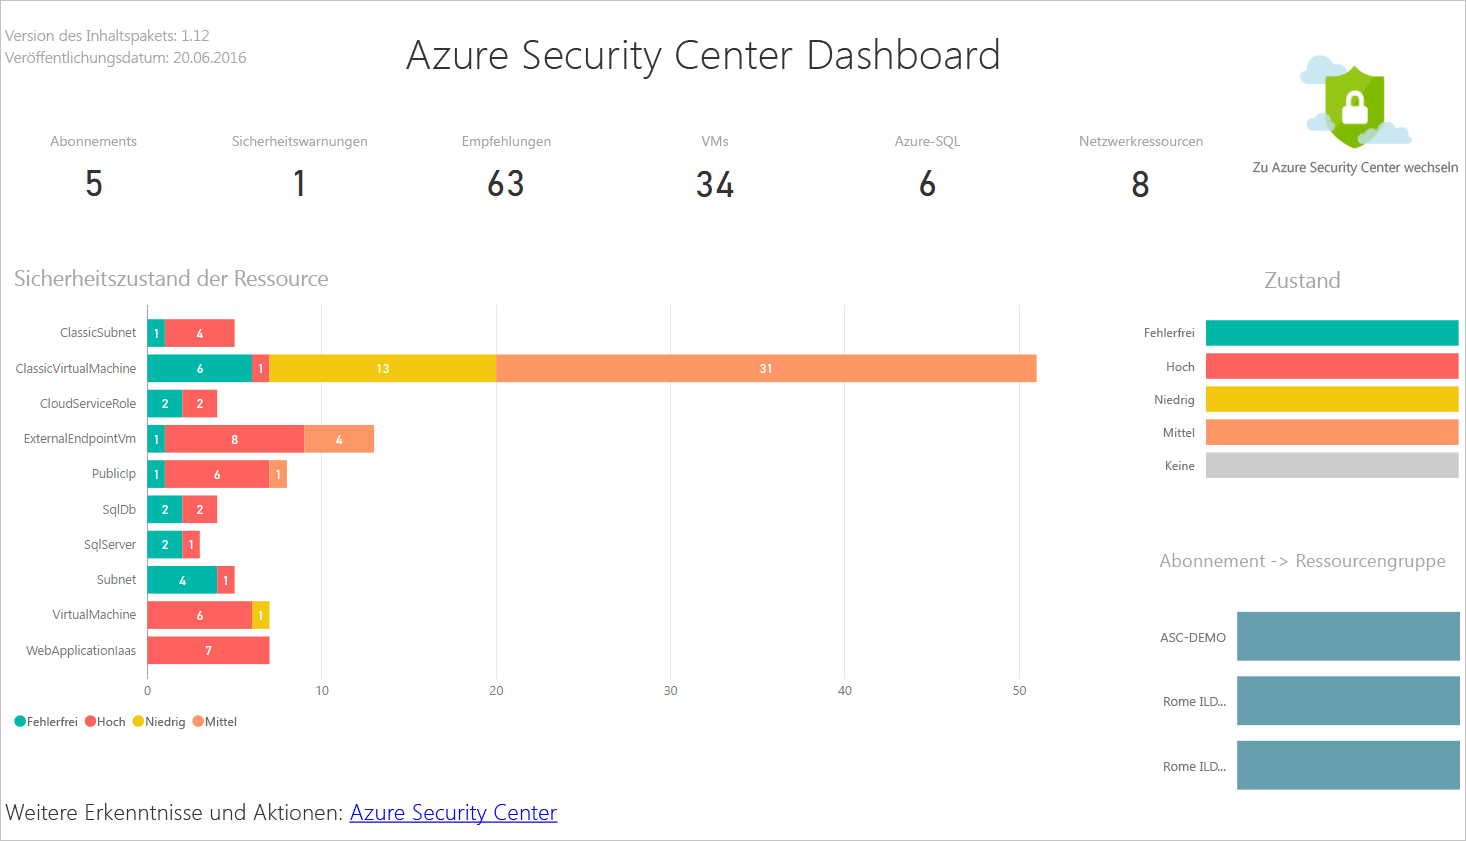 Version des Inhaltspakets: 1.12
Veröffentlichungsdatum: 20.06.2016
Azure Security Center Dashboard
Zu Azure Security Center wechseln
Abonnements
5
Sicherheitswarnungen
1
Empfehlungen
63
VMs
34
Azure-SQL
6
Netzwerkressourcen
8
Sicherheitszustand der Ressource
ClassicSubnet 1 4
ClassicVirtualMachine 6 1 13 31
CloudServiceRole 2 2
ExternalEndpointVm 1 8 4
PublicIp 1 6 1
SqlDb 2 2
SqlServer 2 1
Subnet 4 1
VirtualMachine 6 1
WebApplicationIaas 7
0 10 20 30 40 50
Fehlerfrei Hoch Niedrig Mittel
Zustand
Fehlerfrei
Hoch
Niedrig
Mittel
Keine
Abonnement -> Ressourcengruppe
ASC-DEMO
Rome ILD...
Rome ILD...
Weitere Erkenntnisse und Aktionen: Azure Security Center